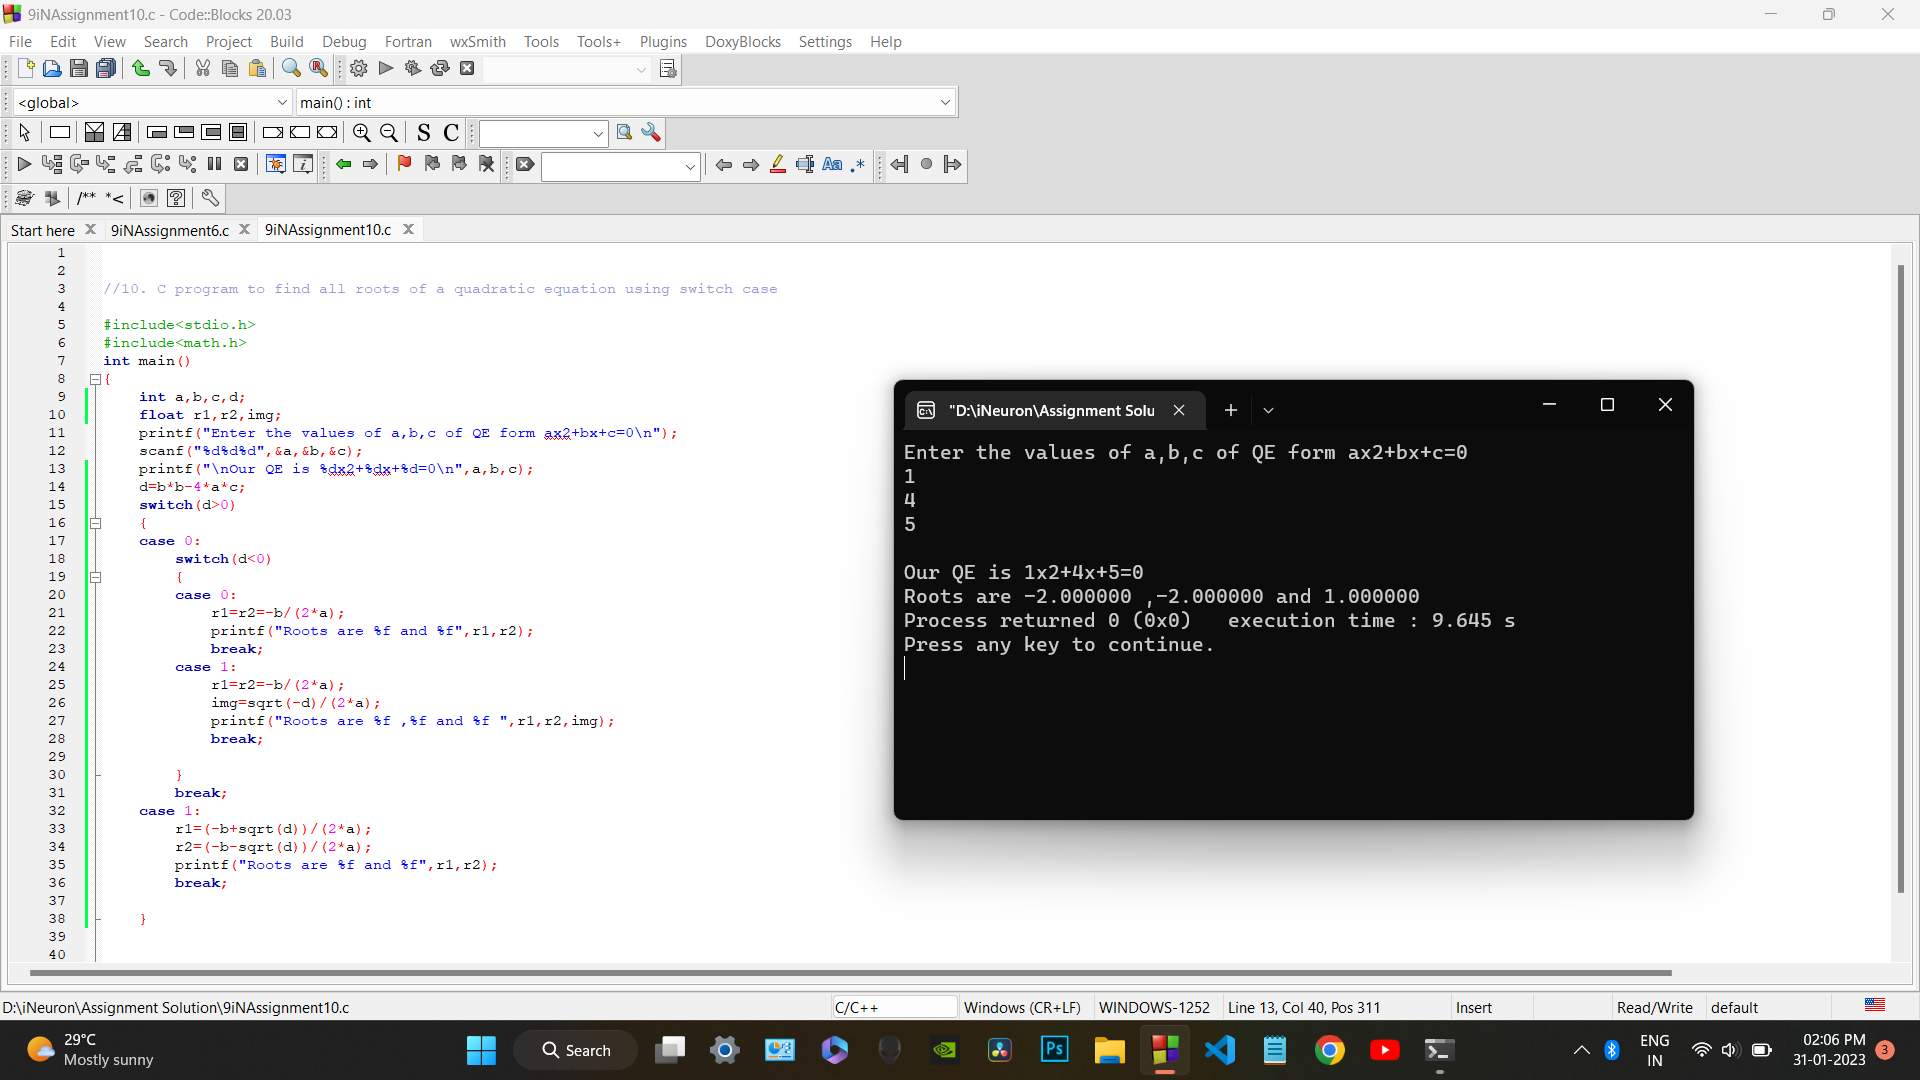 9iNAssignment10.c - Code::Blocks 20.03
File Edit View Search Project Build Debug Fortran wxSmith Tools Tools+ Plugins DoxyBlocks Settings Help
<global> main() : int
S C
Aa .*
/** *<
Start here 9iNAssignment6.c 9iNAssignment10.c
1
2
3 //10. C program to find all roots of a quadratic equation using switch case
4
5 #include<stdio.h>
6 #include<math.h>
7 int main()
8 {
9 int a,b,c,d;
10 float r1,r2,img;
11 printf("Enter the values of a,b,c of QE form ax2+bx+c=0\n");
12 scanf("%d%d%d",&a,&b,&c);
13 printf("\nOur QE is %dx2+%dx+%d=0\n",a,b,c);
14 d=b*b-4*a*c;
15 switch(d>0)
16 {
17 case 0:
18 switch(d<0)
19 {
20 case 0:
21 r1=r2=-b/(2*a);
22 printf("Roots are %f and %f",r1,r2);
23 break;
24 case 1:
25 r1=r2=-b/(2*a);
26 img=sqrt(-d)/(2*a);
27 printf("Roots are %f ,%f and %f ",r1,r2,img);
28 break;
29
30 }
31 break;
32 case 1:
33 r1=(-b+sqrt(d))/(2*a);
34 r2=(-b-sqrt(d))/(2*a);
35 printf("Roots are %f and %f",r1,r2);
36 break;
37
38 }
39
40
"D:\iNeuron\Assignment Solu
Enter the values of a,b,c of QE form ax2+bx+c=0
1
4
5
Our QE is 1x2+4x+5=0
Roots are -2.000000 ,-2.000000 and 1.000000
Process returned 0 (0x0) execution time : 9.645 s
Press any key to continue.
D:\iNeuron\Assignment Solution\9iNAssignment10.c C/C++ Windows (CR+LF) WINDOWS-1252 Line 13, Col 40, Pos 311 Insert Read/Write default
29°C
Mostly sunny
Search
Ps
ENG
IN
02:06 PM
31-01-2023
3